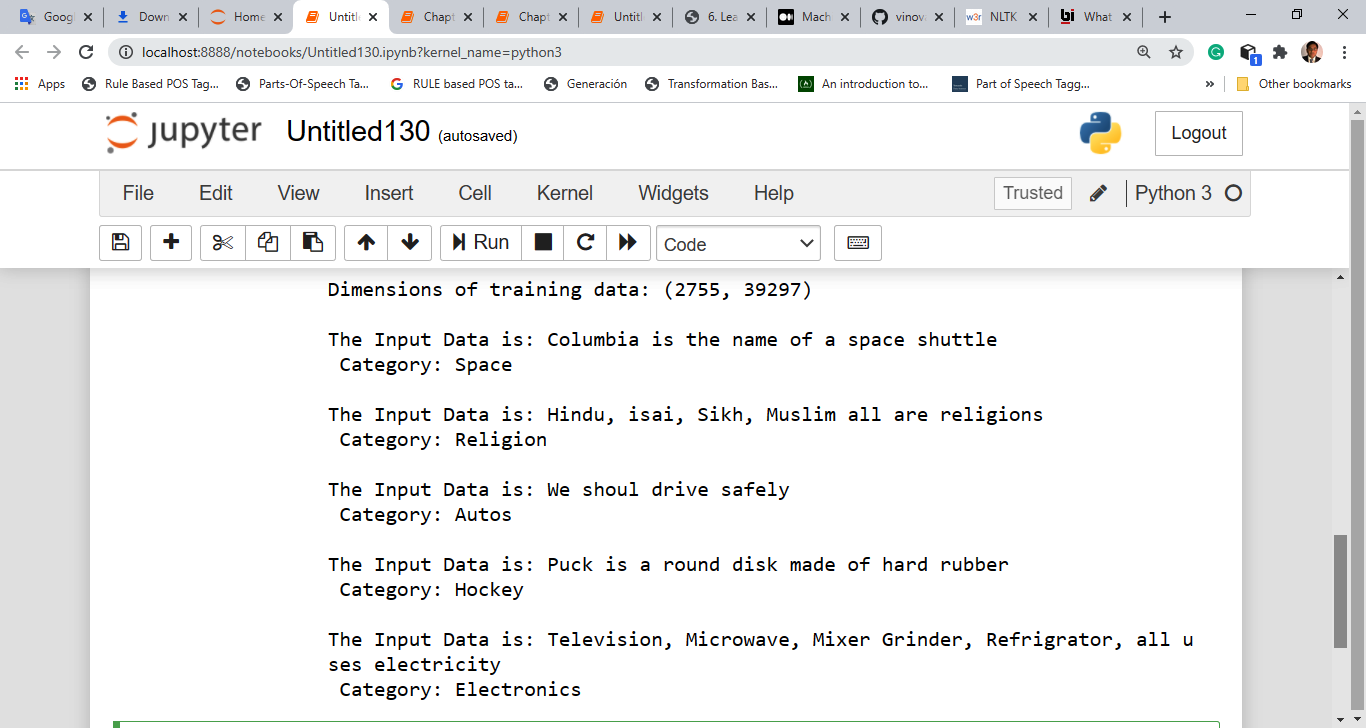 Googl Down Home Untitle Chapt Chapt Untitl 6. Lea Mach vinov w3r NLTK bi What
localhost:8888/notebooks/Untitled130.ipynb?kernel_name=python3
Apps Rule Based POS Tag... Parts-Of-Speech Ta... RULE based POS ta... Generación Transformation Bas... An introduction to... Part of Speech Tagg... » Other bookmarks
jupyter Untitled130 (autosaved) Logout
File Edit View Insert Cell Kernel Widgets Help Trusted Python 3
Run Code
Dimensions of training data: (2755, 39297)
The Input Data is: Columbia is the name of a space shuttle
Category: Space
The Input Data is: Hindu, isai, Sikh, Muslim all are religions
Category: Religion
The Input Data is: We shoul drive safely
Category: Autos
The Input Data is: Puck is a round disk made of hard rubber
Category: Hockey
The Input Data is: Television, Microwave, Mixer Grinder, Refrigrator, all u
ses electricity
Category: Electronics